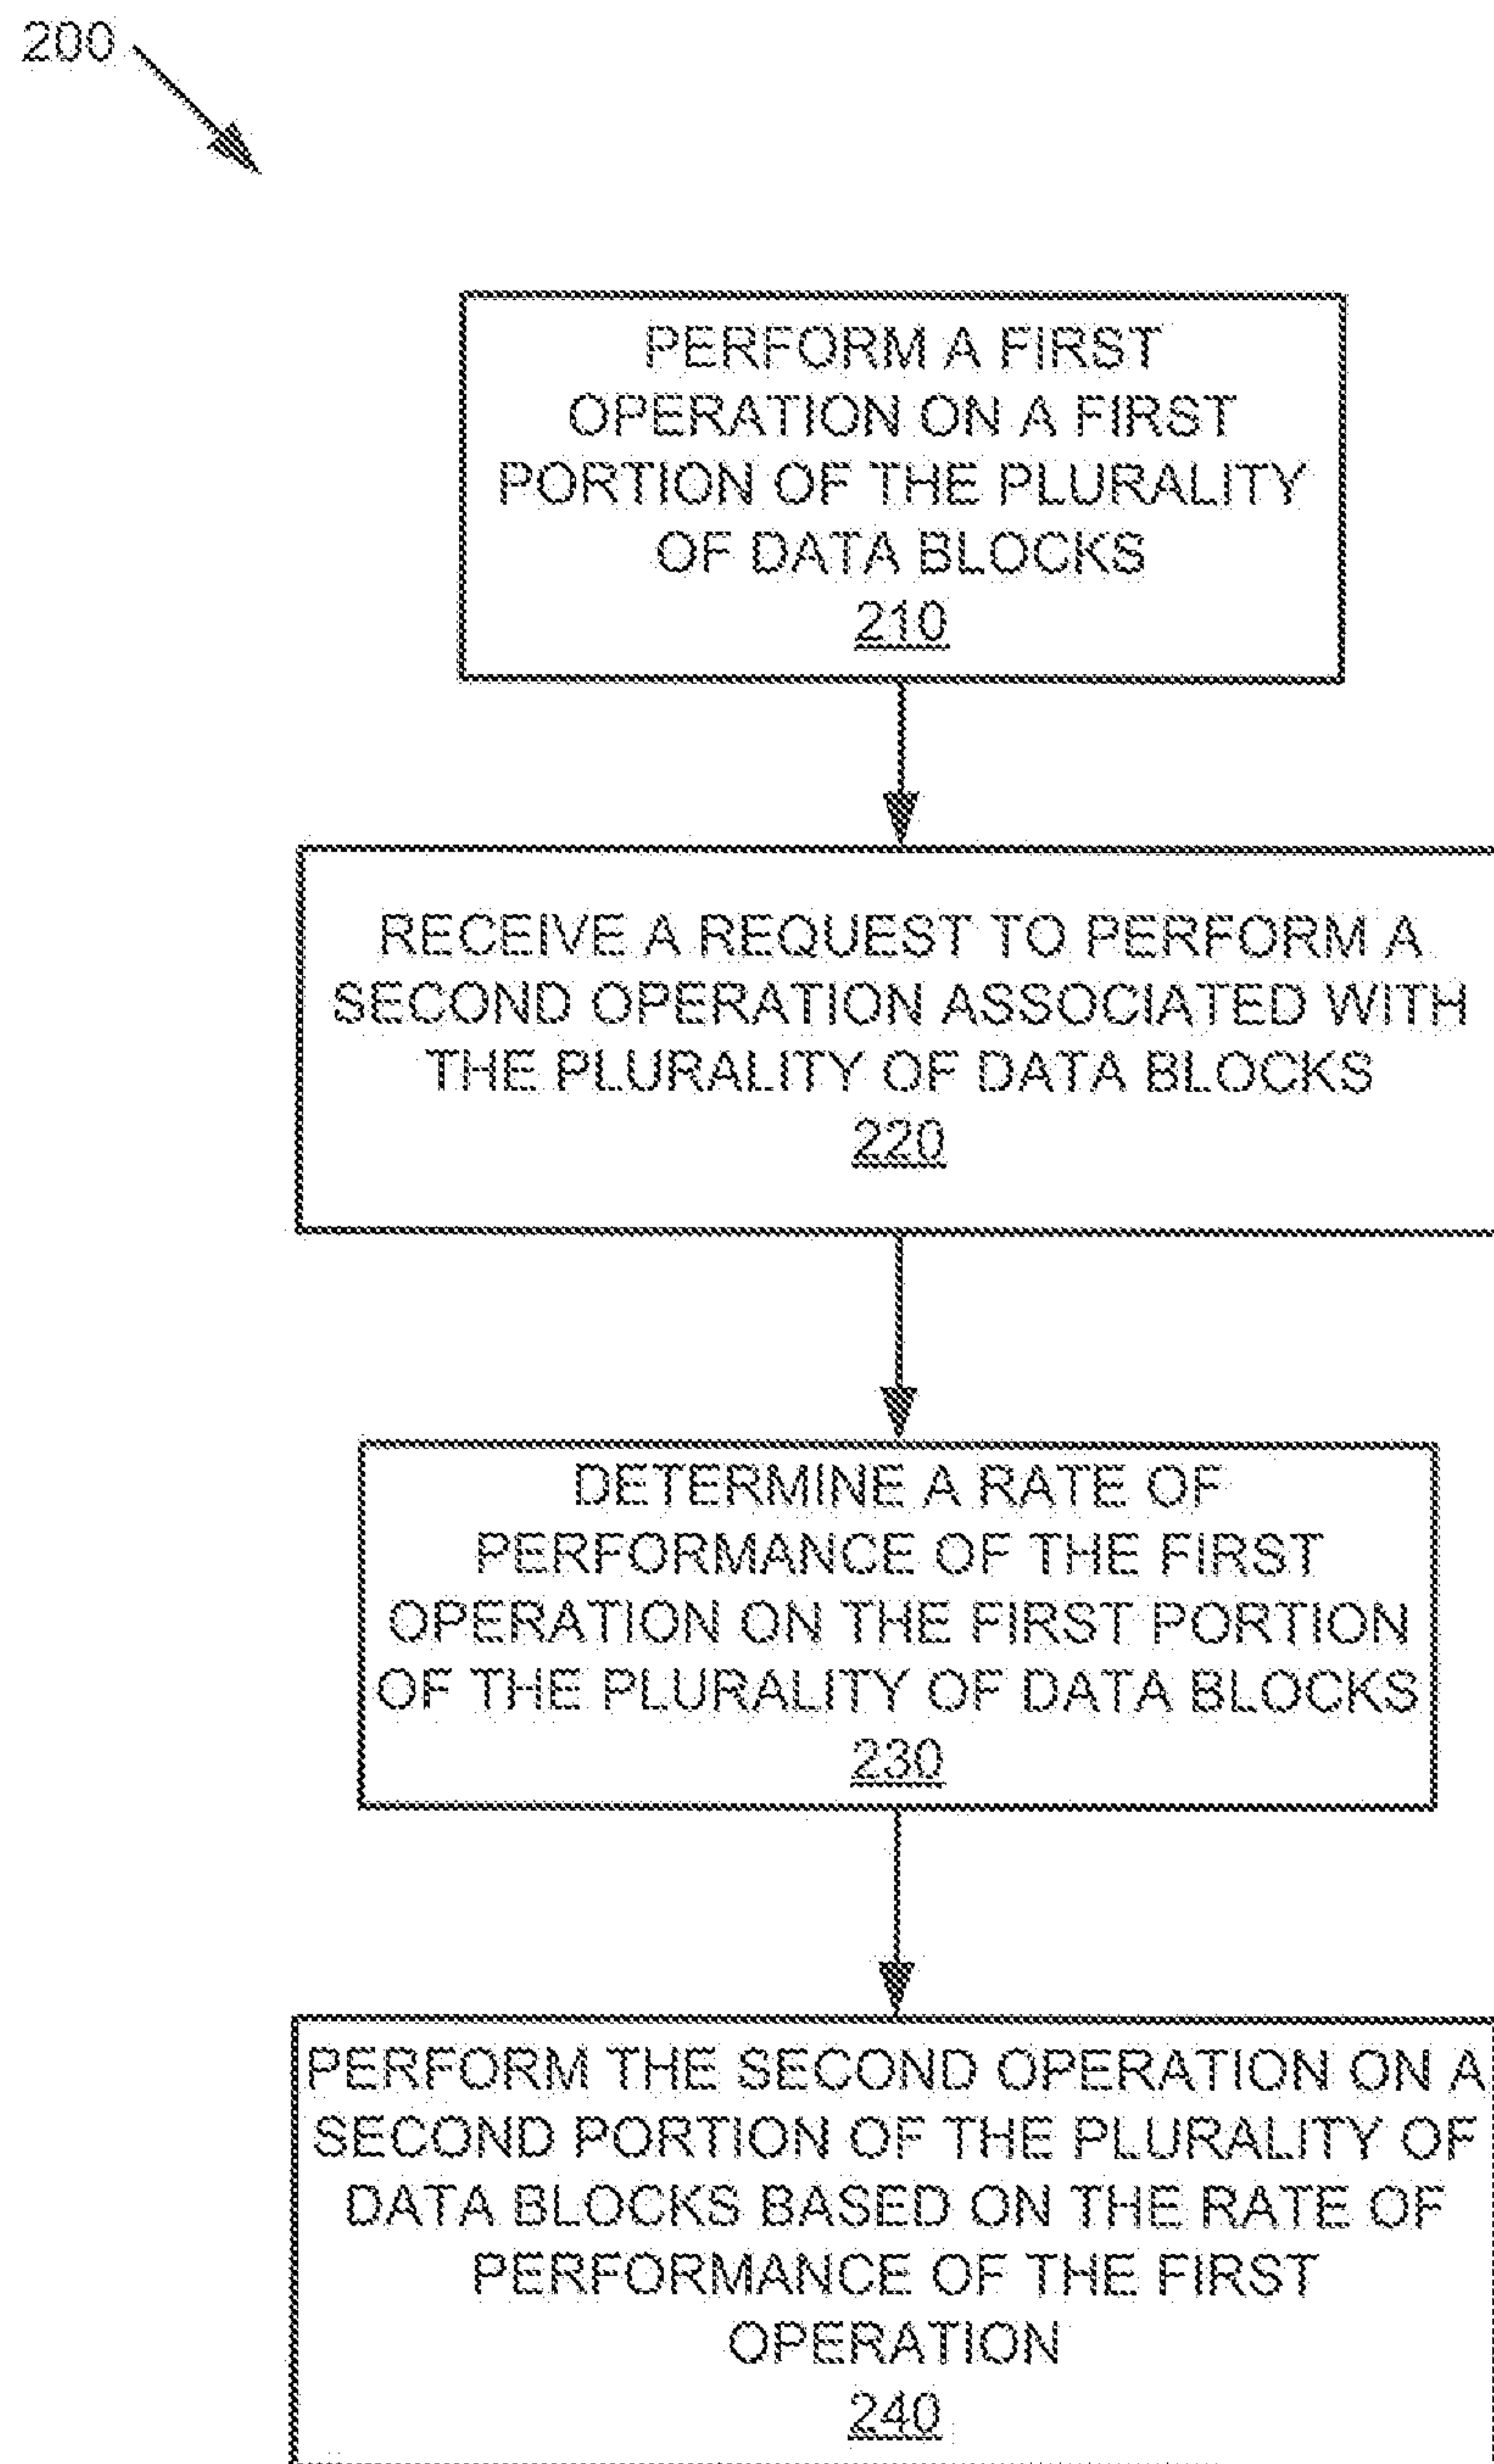 200
PERFORM A FIRST
OPERATION ON A FIRST
PORTION OF THE PLURALITY
OF DATA BLOCKS
210
RECEIVE A REQUEST TO PERFORM A
SECOND OPERATION ASSOCIATED WITH
THE PLURALITY OF DATA BLOCKS
220
DETERMINE A RATE OF
PERFORMANCE OF THE FIRST
OPERATION ON THE FIRST PORTION
OF THE PLURALITY OF DATA BLOCKS
230
PERFORM THE SECOND OPERATION ON A
SECOND PORTION OF THE PLURALITY OF
DATA BLOCKS BASED ON THE RATE OF
PERFORMANCE OF THE FIRST
OPERATION
240